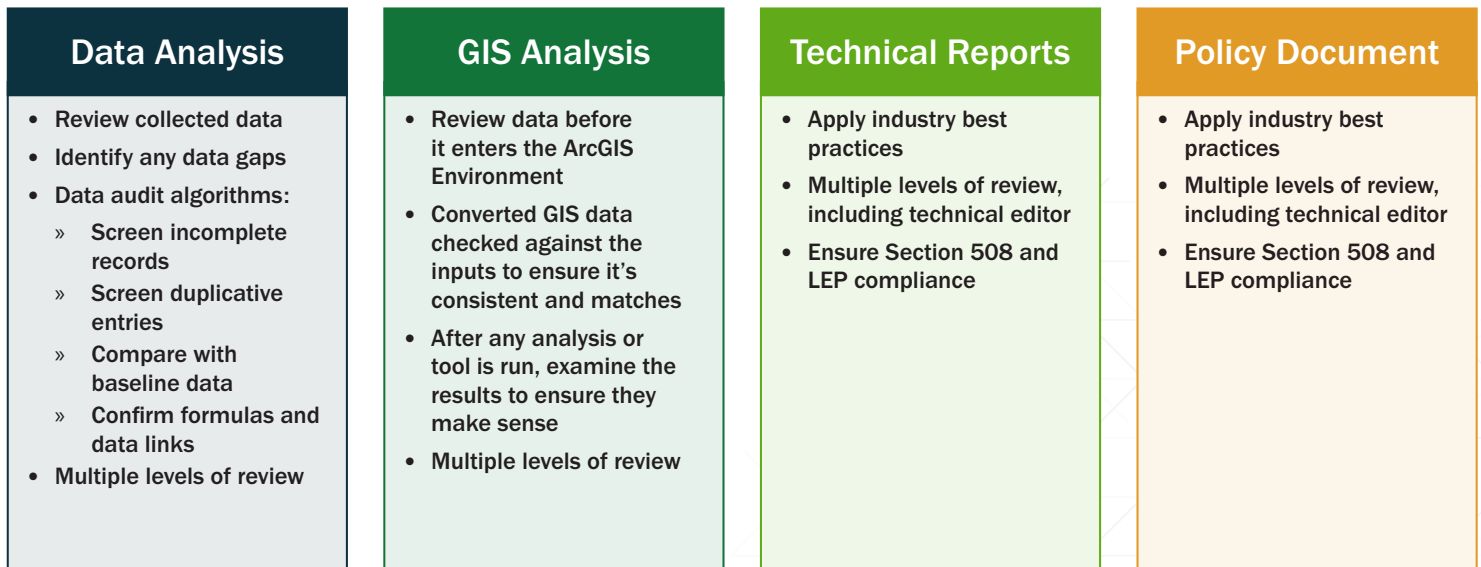 Data Analysis
• Review collected data
• Identify any data gaps
• Data audit algorithms:
» Screen incomplete
records
» Screen duplicative
entries
» Compare with
baseline data
» Confirm formulas and
data links
• Multiple levels of review
GIS Analysis
• Review data before
it enters the ArcGIS
Environment
• Converted GIS data
checked against the
inputs to ensure it’s
consistent and matches
• After any analysis or
tool is run, examine the
results to ensure they
make sense
• Multiple levels of review
Technical Reports
• Apply industry best
practices
• Multiple levels of review,
including technical editor
• Ensure Section 508 and
LEP compliance
Policy Document
• Apply industry best
practices
• Multiple levels of review,
including technical editor
• Ensure Section 508 and
LEP compliance